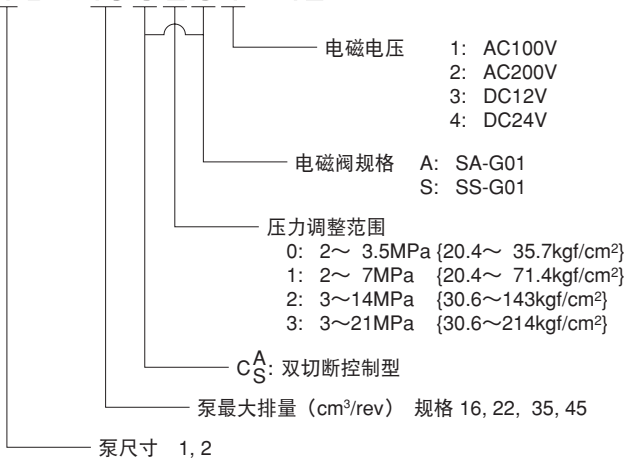 电磁电压 1: AC100V
2: AC200V
3: DC12V
4: DC24V
电磁阀规格 A: SA-G01
S: SS-G01
压力调整范围
0: 2～ 3.5MPa {20.4～ 35.7kgf/cm²}
1: 2～ 7MPa {20.4～ 71.4kgf/cm²}
2: 3～14MPa {30.6～143kgf/cm²}
3: 3～21MPa {30.6～214kgf/cm²}
C A S: 双切断控制型
泵最大排量（cm³/rev） 规格 16, 22, 35, 45
泵尺寸 1, 2